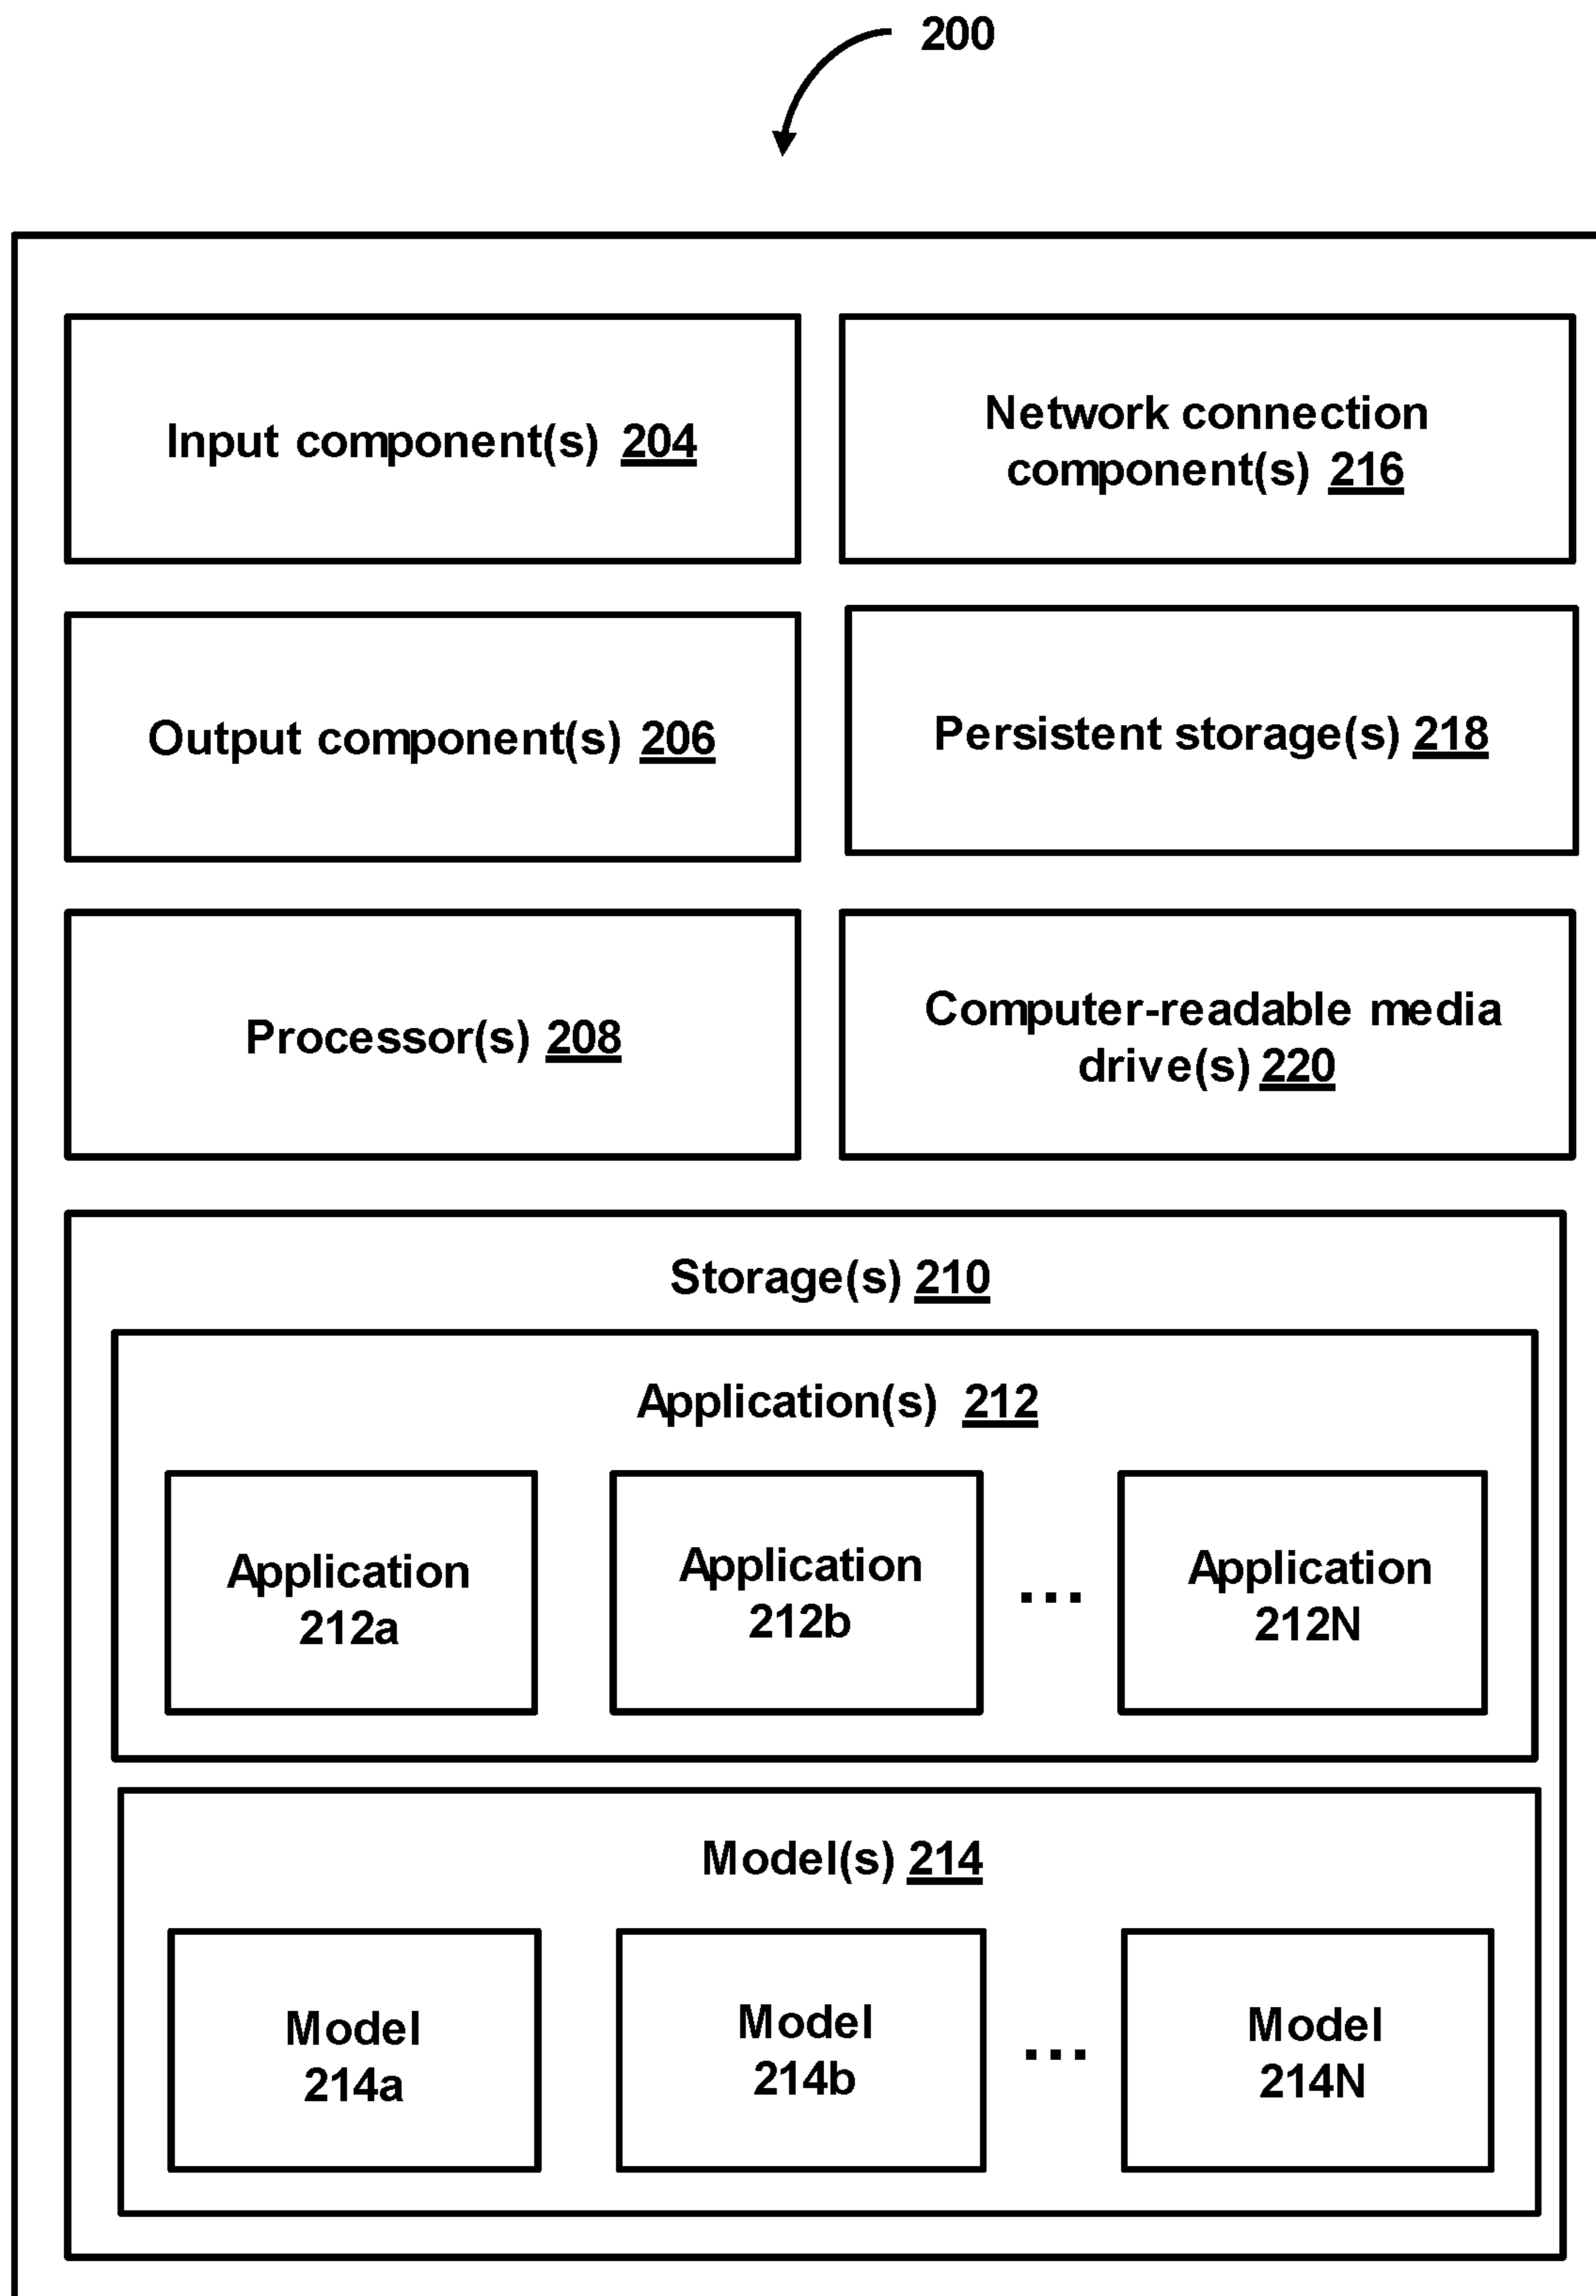 200
Input component(s) 204
Network connection
component(s) 216
Output component(s) 206
Persistent storage(s) 218
Processor(s) 208
Computer-readable media
drive(s) 220
Storage(s) 210
Application(s) 212
Application
212a
Application
212b
...
Application
212N
Model(s) 214
Model
214a
Model
214b
...
Model
214N